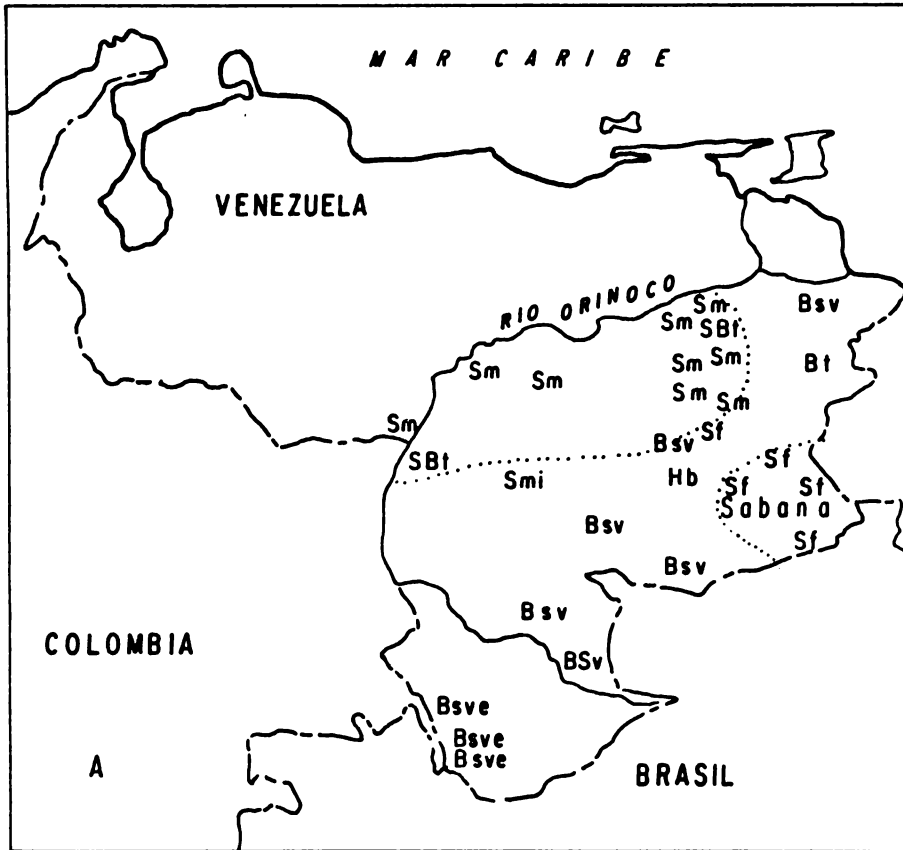 MAR CARIBE
VENEZUELA
RIO ORINOCO
Sm
Bsv
Sm
SBt
Sm
Sm
Bt
Sm
Sm
Sm
Sm
Sm
Sf
Bsv
SBt
Sf
Smi
Hb
Sf
Sf
Sabana
Bsv
Sf
Bsv
Bsv
COLOMBIA
BSv
Bsve
Bsve
Bsve
A
BRASIL